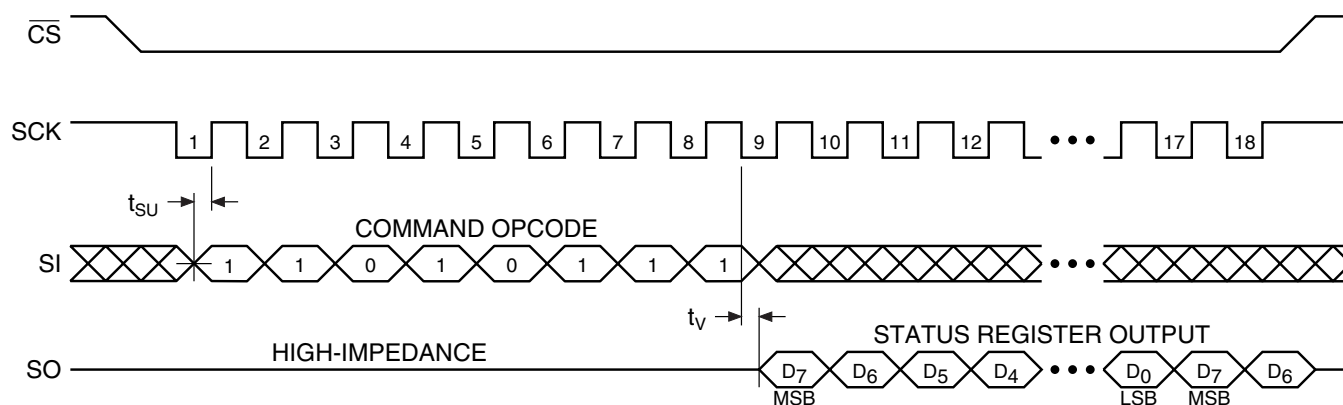 CS
SCK 1 2 3 4 5 6 7 8 9 10 11 12 ••• 17 18
tSU
COMMAND OPCODE
SI 1 1 0 1 0 1 1 1 •••
tV
STATUS REGISTER OUTPUT
HIGH-IMPEDANCE
SO D7 D6 D5 D4 ••• D0 D7 D6
MSB LSB MSB